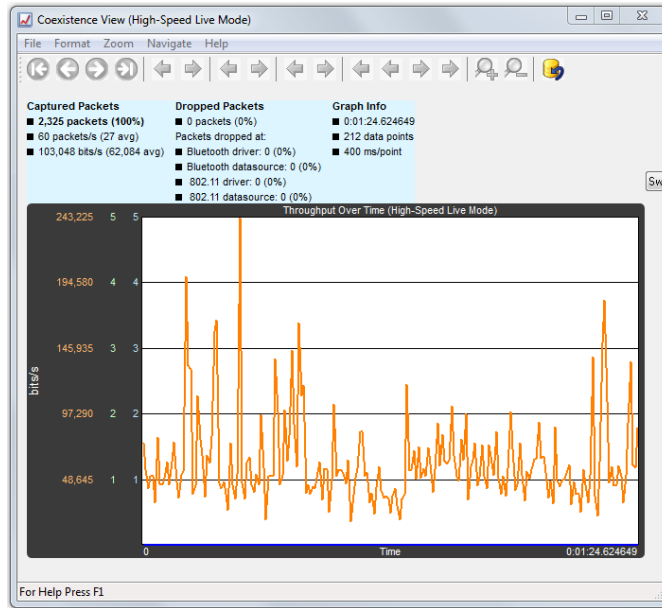 Coexistence View (High-Speed Live Mode)
File Format Zoom Navigate Help
Captured Packets
2,325 packets (100%)
60 packets/s (27 avg)
103,048 bits/s (62,084 avg)
Dropped Packets
0 packets (0%)
Packets dropped at:
Bluetooth driver: 0 (0%)
Bluetooth datasource: 0 (0%)
802.11 driver: 0 (0%)
802.11 datasource: 0 (0%)
Graph Info
0:01:24.624649
212 data points
400 ms/point
Sw
Throughput Over Time (High-Speed Live Mode)
243,225 5 5
194,580 4 4
145,935 3 3
bits/s
97,290 2 2
48,645 1 1
0 Time 0:01:24.624649
For Help Press F1